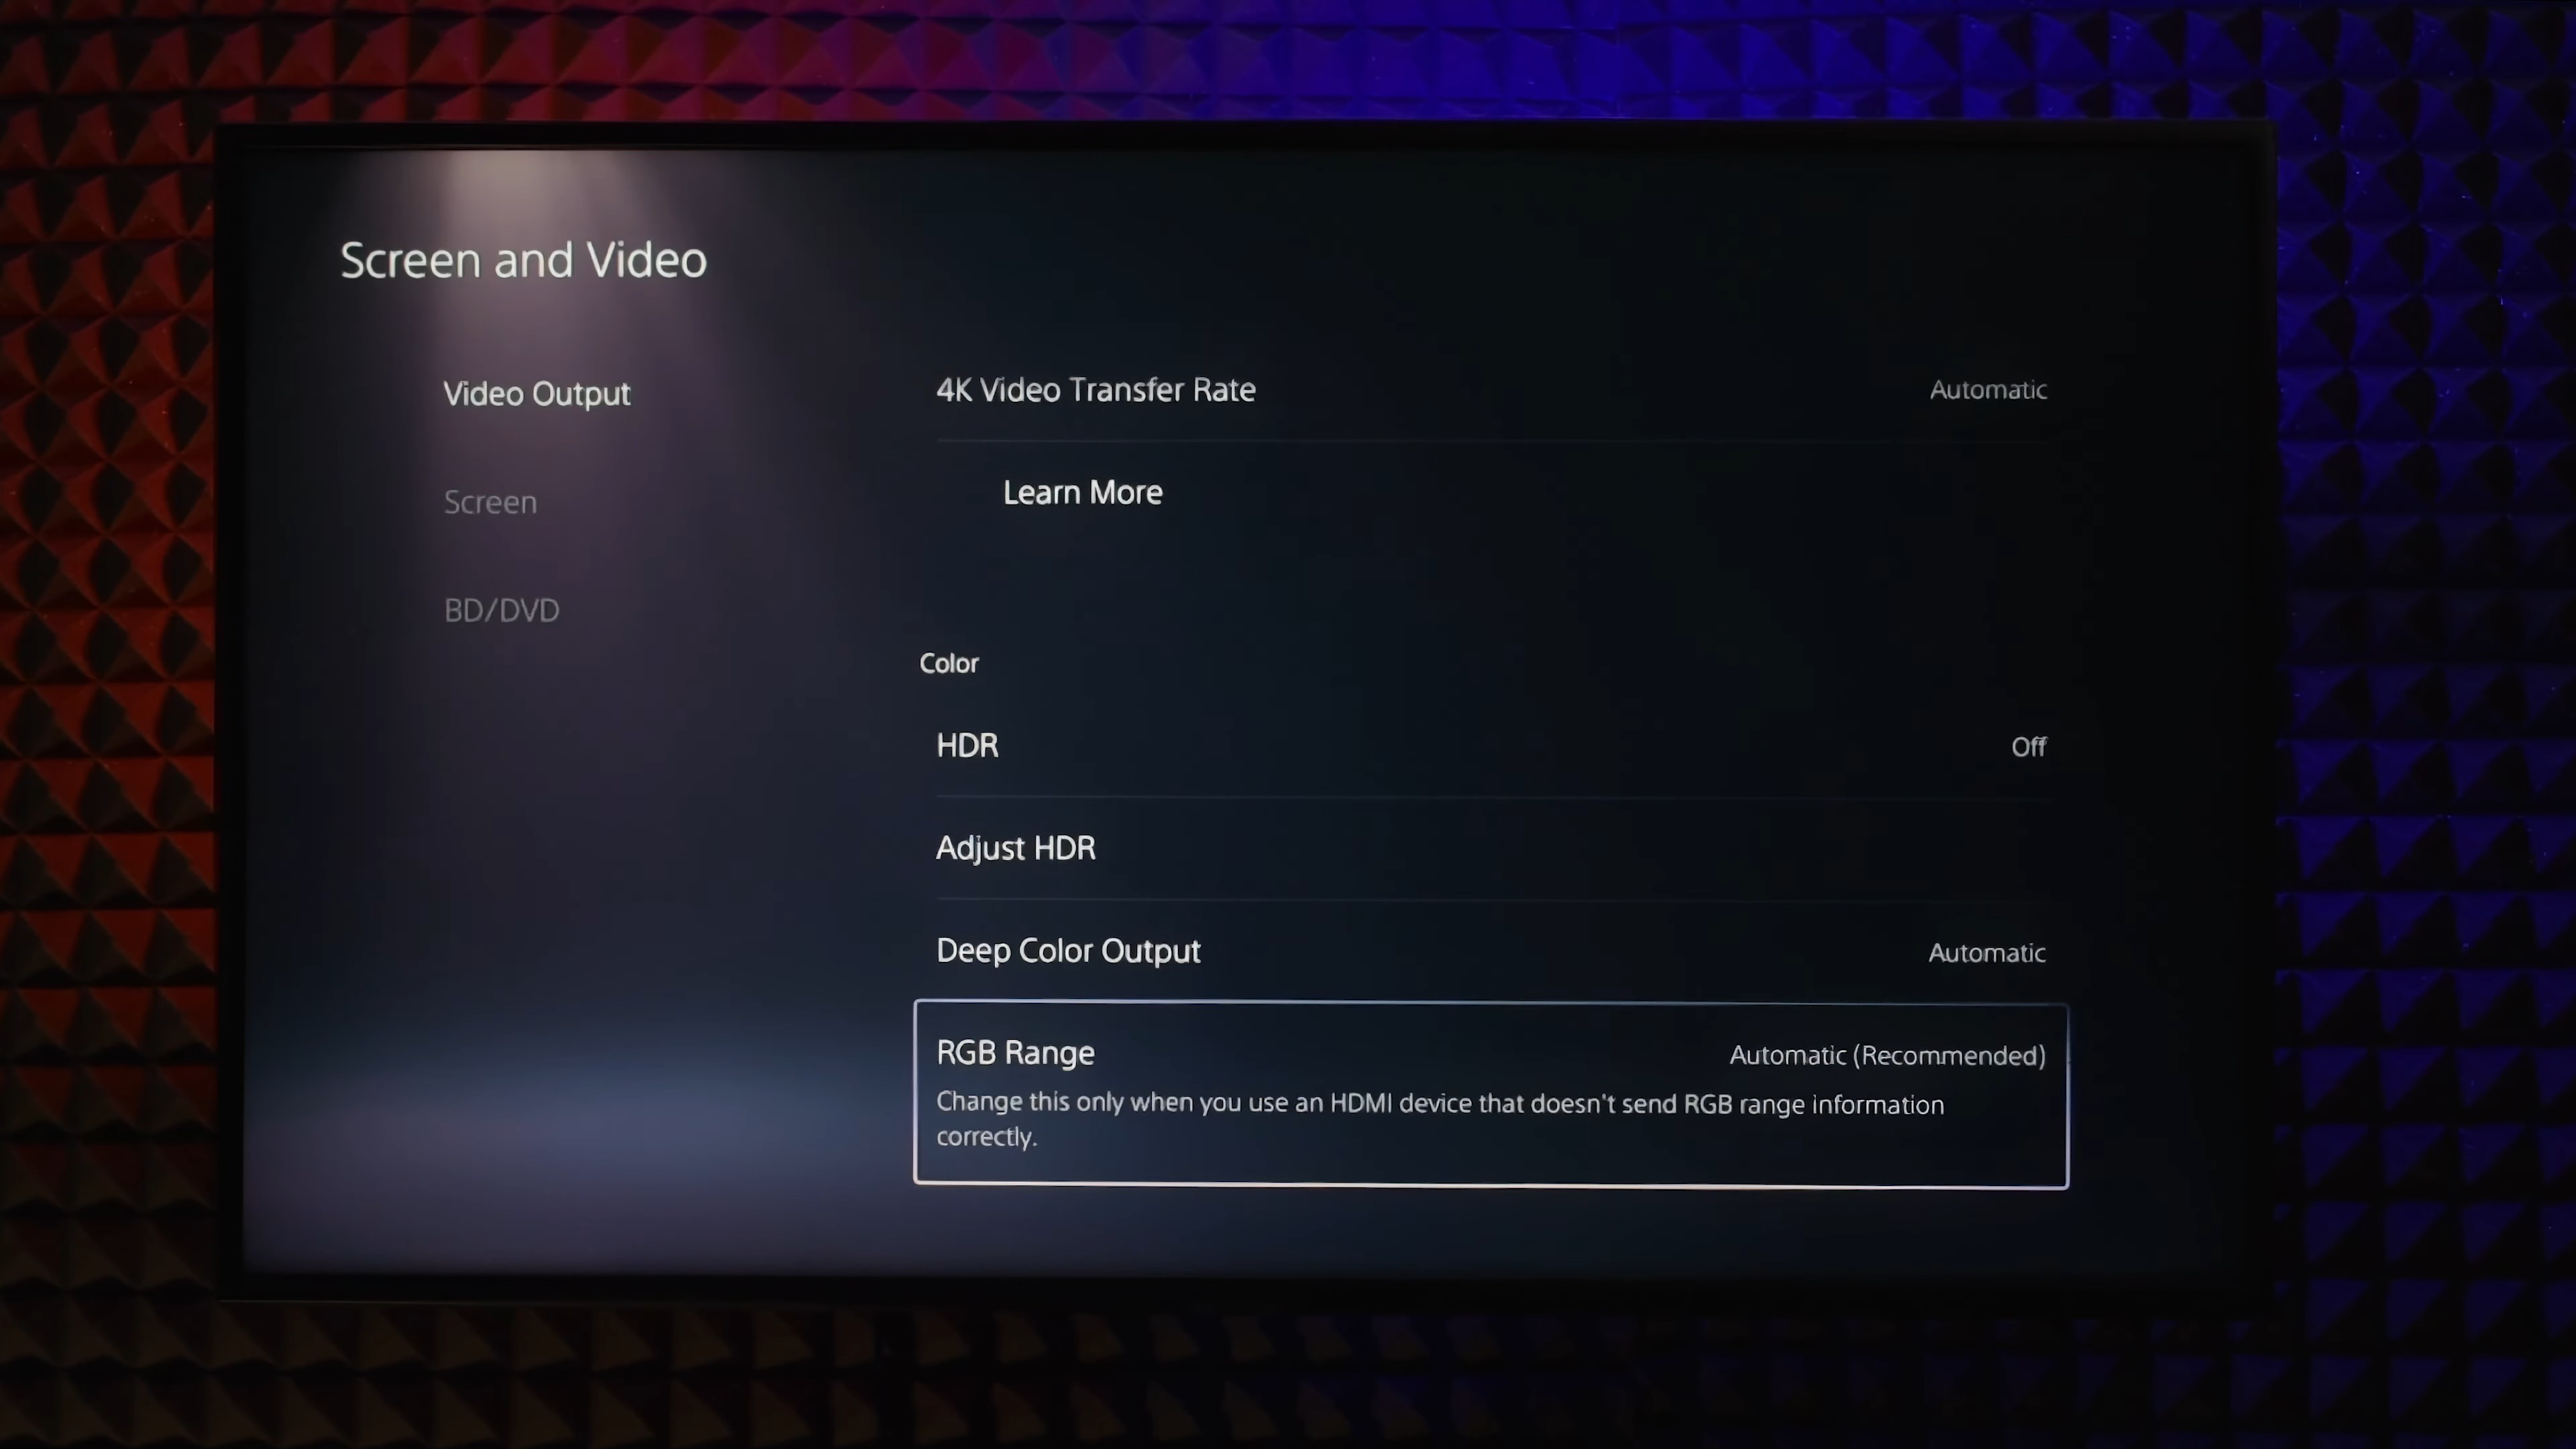 Screen and Video
Video Output
Screen
BD/DVD
4K Video Transfer Rate Automatic
Learn More
Color
HDR Off
Adjust HDR
Deep Color Output Automatic
RGB Range Automatic (Recommended)
Change this only when you use an HDMI device that doesn't send RGB range information
correctly.